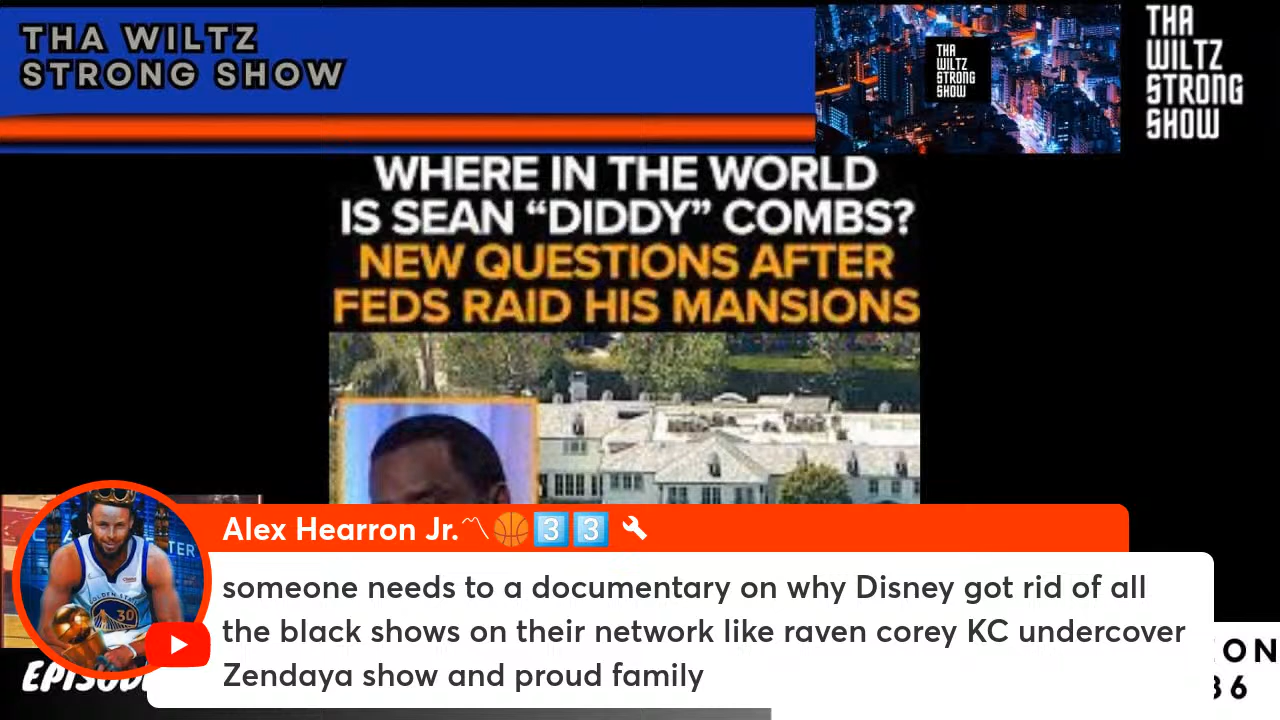 THA WILTZ
STRONG SHOW
THA
WILTZ
STRONG
SHOW
THA
WILTZ
STRONG
SHOW
WHERE IN THE WORLD
IS SEAN “DIDDY” COMBS?
NEW QUESTIONS AFTER
FEDS RAID HIS MANSIONS
Alex Hearron Jr.〽🏀3️⃣3️⃣ 🔧
someone needs to a documentary on why Disney got rid of all
the black shows on their network like raven corey KC undercover
Zendaya show and proud family
30